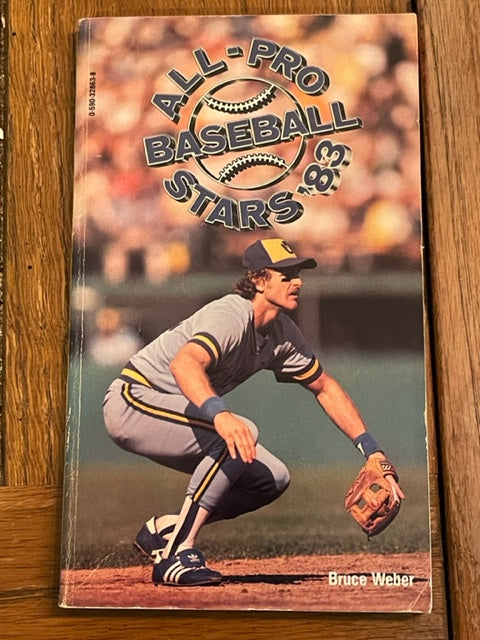 0-590-32863-8
ALL-PRO
BASEBALL
STARS '83
Bruce Weber